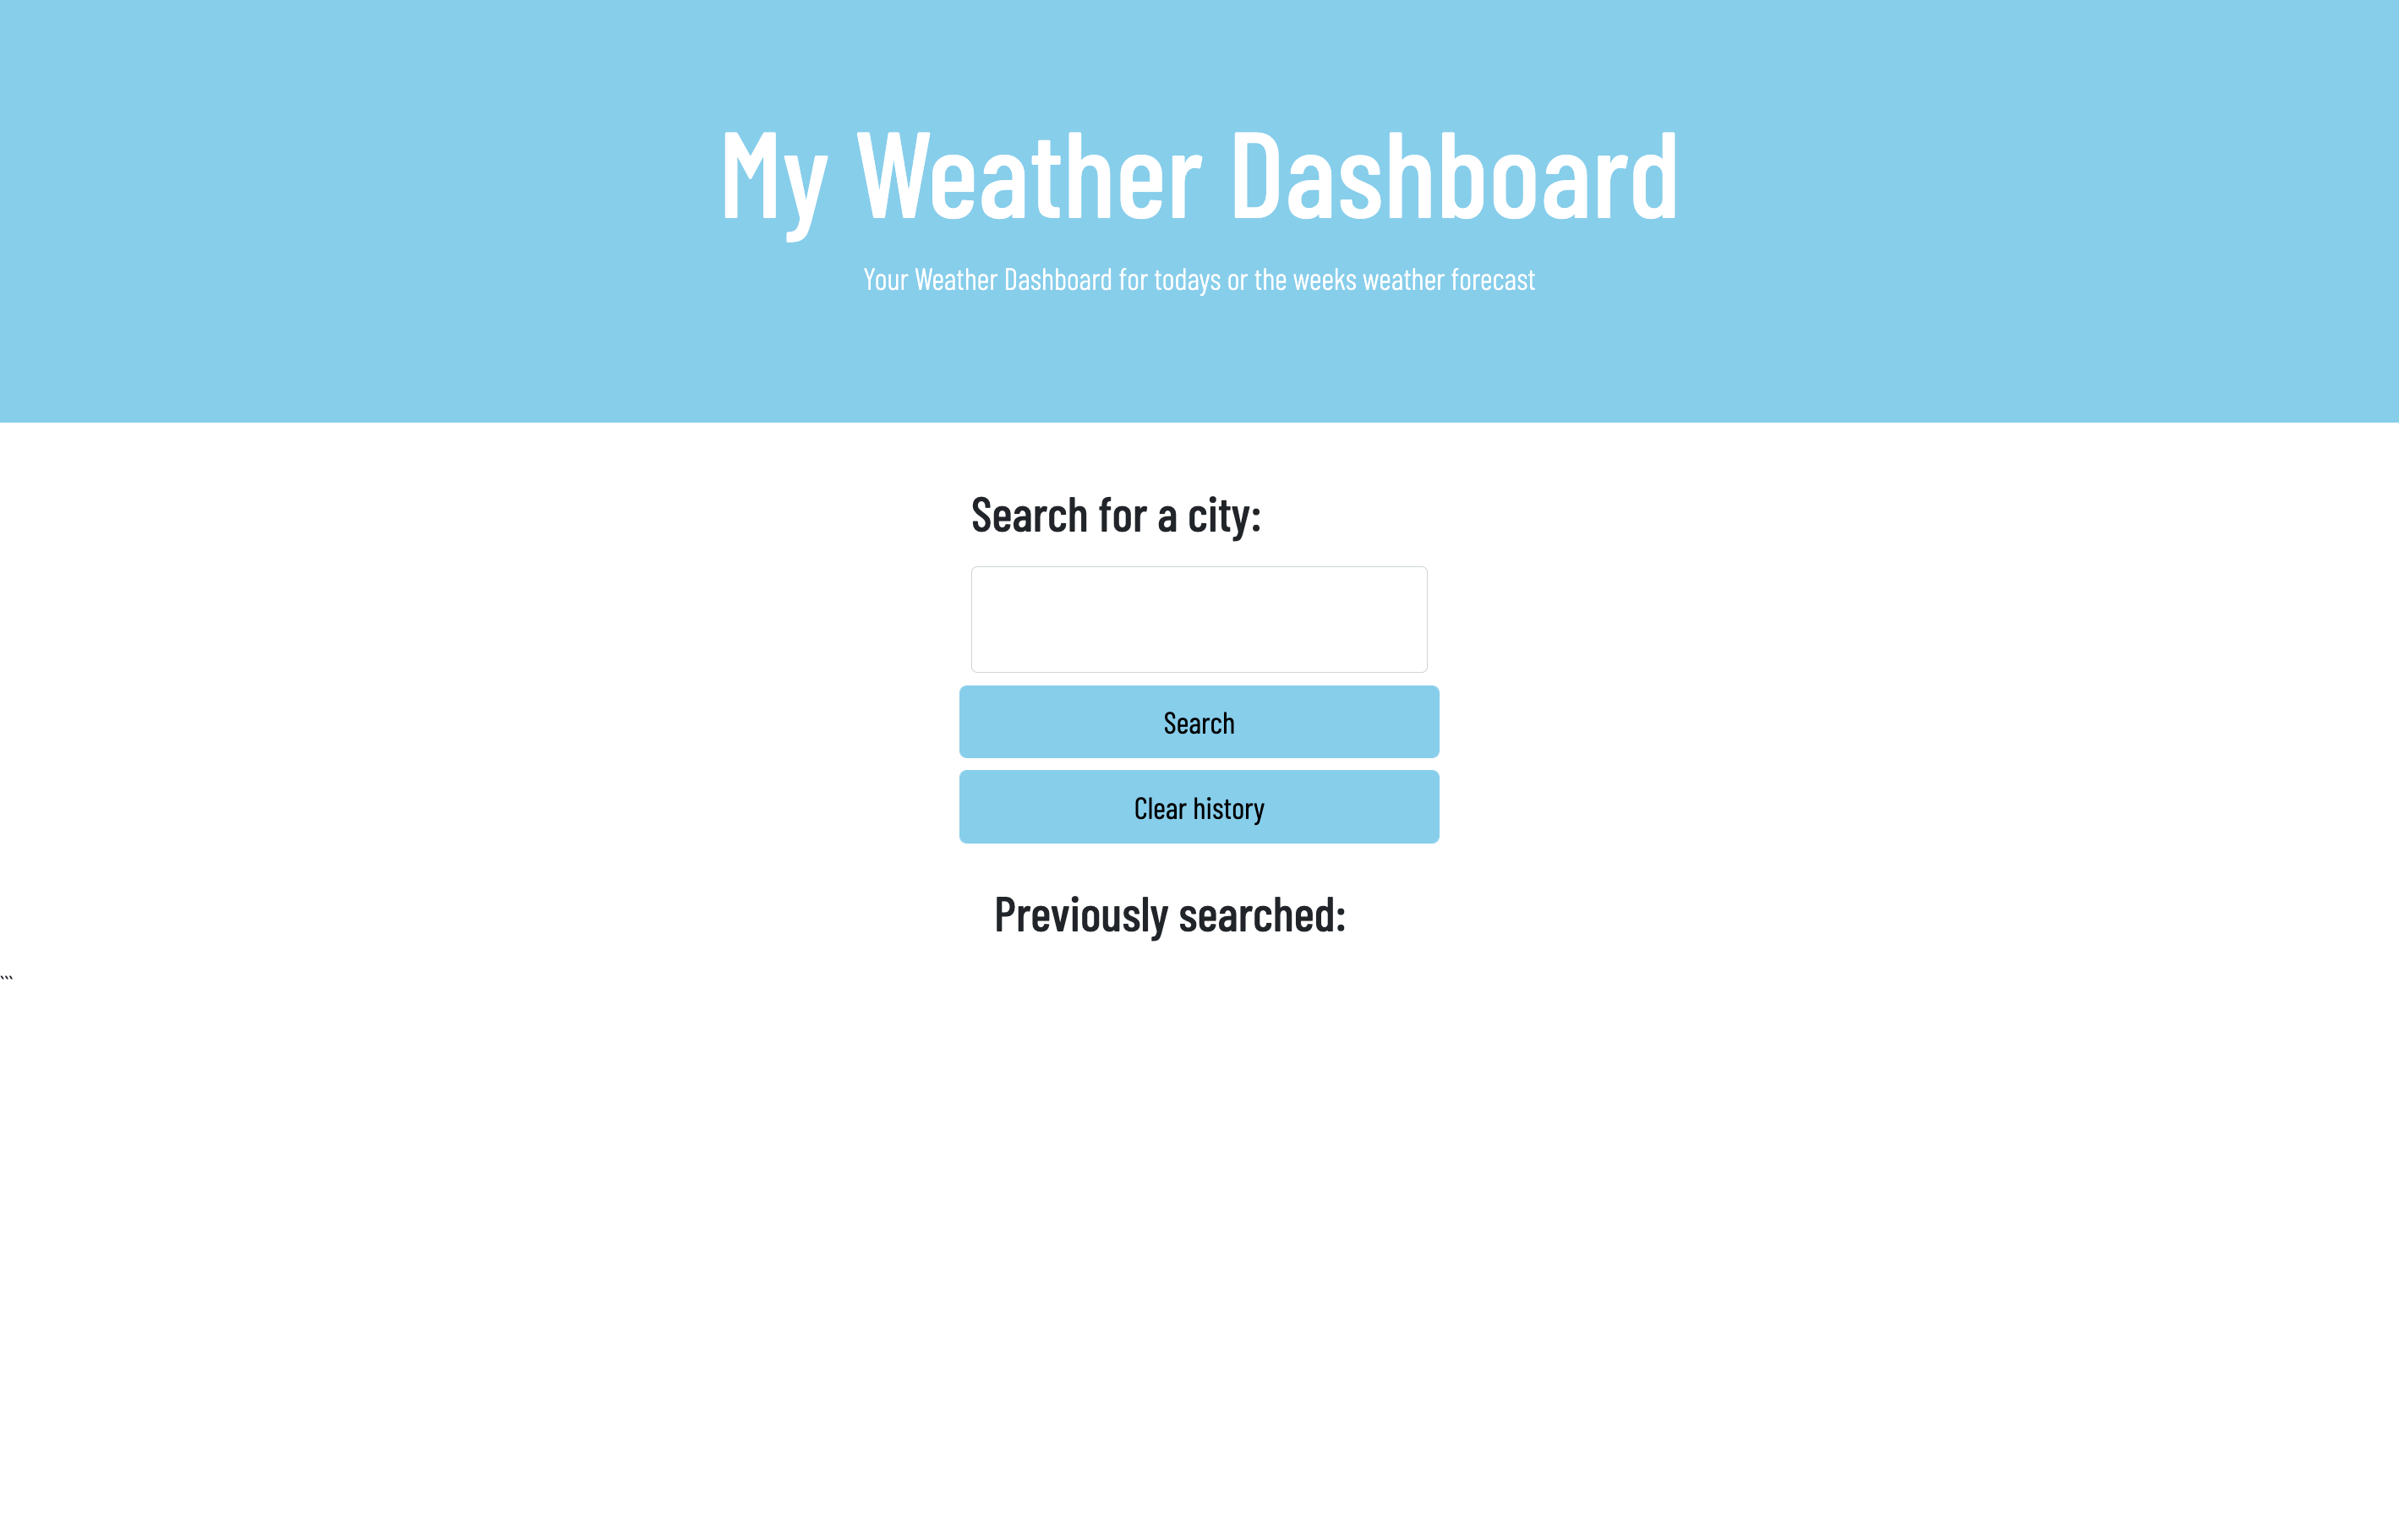 My Weather Dashboard
Your Weather Dashboard for todays or the weeks weather forecast
Search for a city:
Search
Clear history
Previously searched:
```